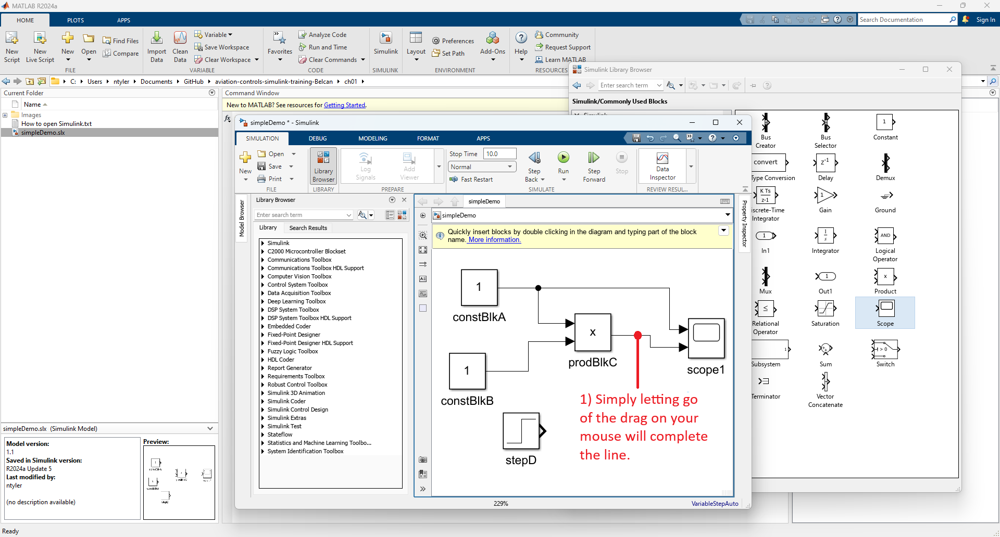 MATLAB R2024a
HOME PLOTS APPS
Search Documentation Sign In
New Script
New Live Script
New
Open
Find Files
Compare
FILE
Import Data
Clean Data
Variable
Save Workspace
Clear Workspace
VARIABLE
Favorites
Analyze Code
Run and Time
Clear Commands
CODE
Simulink
SIMULINK
Layout
Preferences
Set Path
Add-Ons
ENVIRONMENT
Help
Community
Request Support
Learn MATLAB
RESOURCES
C: Users ntyler Documents GitHub aviation-controls-simulink-training-Belcan ch01
Current Folder
Name
Images
How to open Simulink.txt
simpleDemo.slx
simpleDemo.slx (Simulink Model)
Model version:
1.1
Saved in Simulink version:
R2024a Update 5
Last modified by:
ntyler
(no description available)
Preview:
Ready
Command Window
New to MATLAB? See resources for Getting Started.
fx
simpleDemo * - Simulink
SIMULATION DEBUG MODELING FORMAT APPS
New
Open
Save
Print
FILE
Library Browser
LIBRARY
Log Signals
Add Viewer
PREPARE
Stop Time 10.0
Normal
Fast Restart
Step Back
Run
Step Forward
Stop
SIMULATE
Data Inspector
REVIEW RESUL...
Model Browser
Library Browser
Enter search term
Library Search Results
Simulink
C2000 Microcontroller Blockset
Communications Toolbox
Communications Toolbox HDL Support
Computer Vision Toolbox
Control System Toolbox
Data Acquisition Toolbox
Deep Learning Toolbox
DSP System Toolbox
DSP System Toolbox HDL Support
Embedded Coder
Fixed-Point Designer
Fixed-Point Designer HDL Support
Fuzzy Logic Toolbox
HDL Coder
Report Generator
Requirements Toolbox
Robust Control Toolbox
Simulink 3D Animation
Simulink Coder
Simulink Control Design
Simulink Extras
Simulink Test
Stateflow
Statistics and Machine Learning Toolbo...
System Identification Toolbox
simpleDemo
simpleDemo
Quickly insert blocks by double clicking in the diagram and typing part of the block
name. More information.
Property Inspector
1
constBlkA
1
constBlkB
x
prodBlkC
scope1
stepD
1) Simply letting go
of the drag on your
mouse will complete
the line.
229%
VariableStepAuto
Simulink Library Browser
Enter search term
Simulink/Commonly Used Blocks
Bus Creator
Bus Selector
1
Constant
convert
Type Conversion
z-1
Delay
Demux
K Ts
z-1
iscrete-Time
Integrator
1
Gain
Ground
1
In1
1
s
Integrator
AND
Logical
Operator
Mux
1
Out1
x
Product
≤
Relational
Operator
Saturation
Scope
1
Subsystem
Sum
> 0
Switch
Terminator
Vector
Concatenate